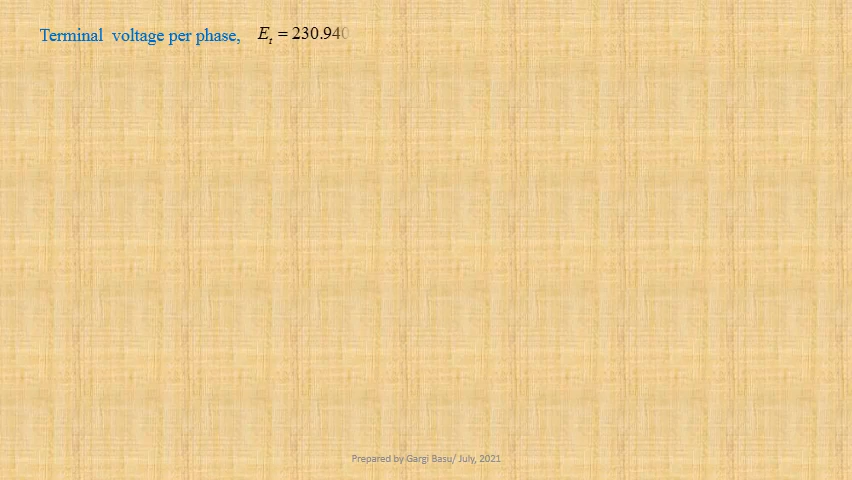 Terminal voltage per phase, E_t = 230.940
Prepared by Gargi Basu/ July, 2021